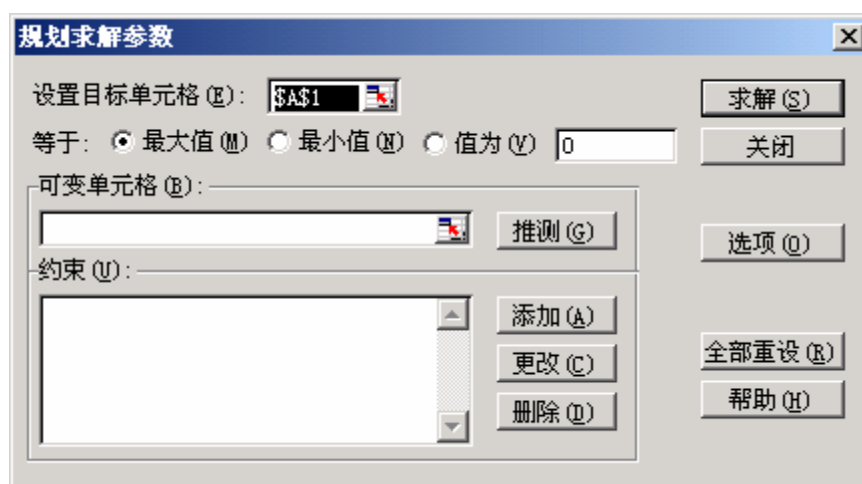 规划求解参数
设置目标单元格(E): $A$1 求解(S)
等于: 最大值(M) 最小值(N) 值为(V) 0 关闭
可变单元格(B):
推测(G) 选项(O)
约束(U):
添加(A)
更改(C) 全部重设(R)
删除(D) 帮助(H)